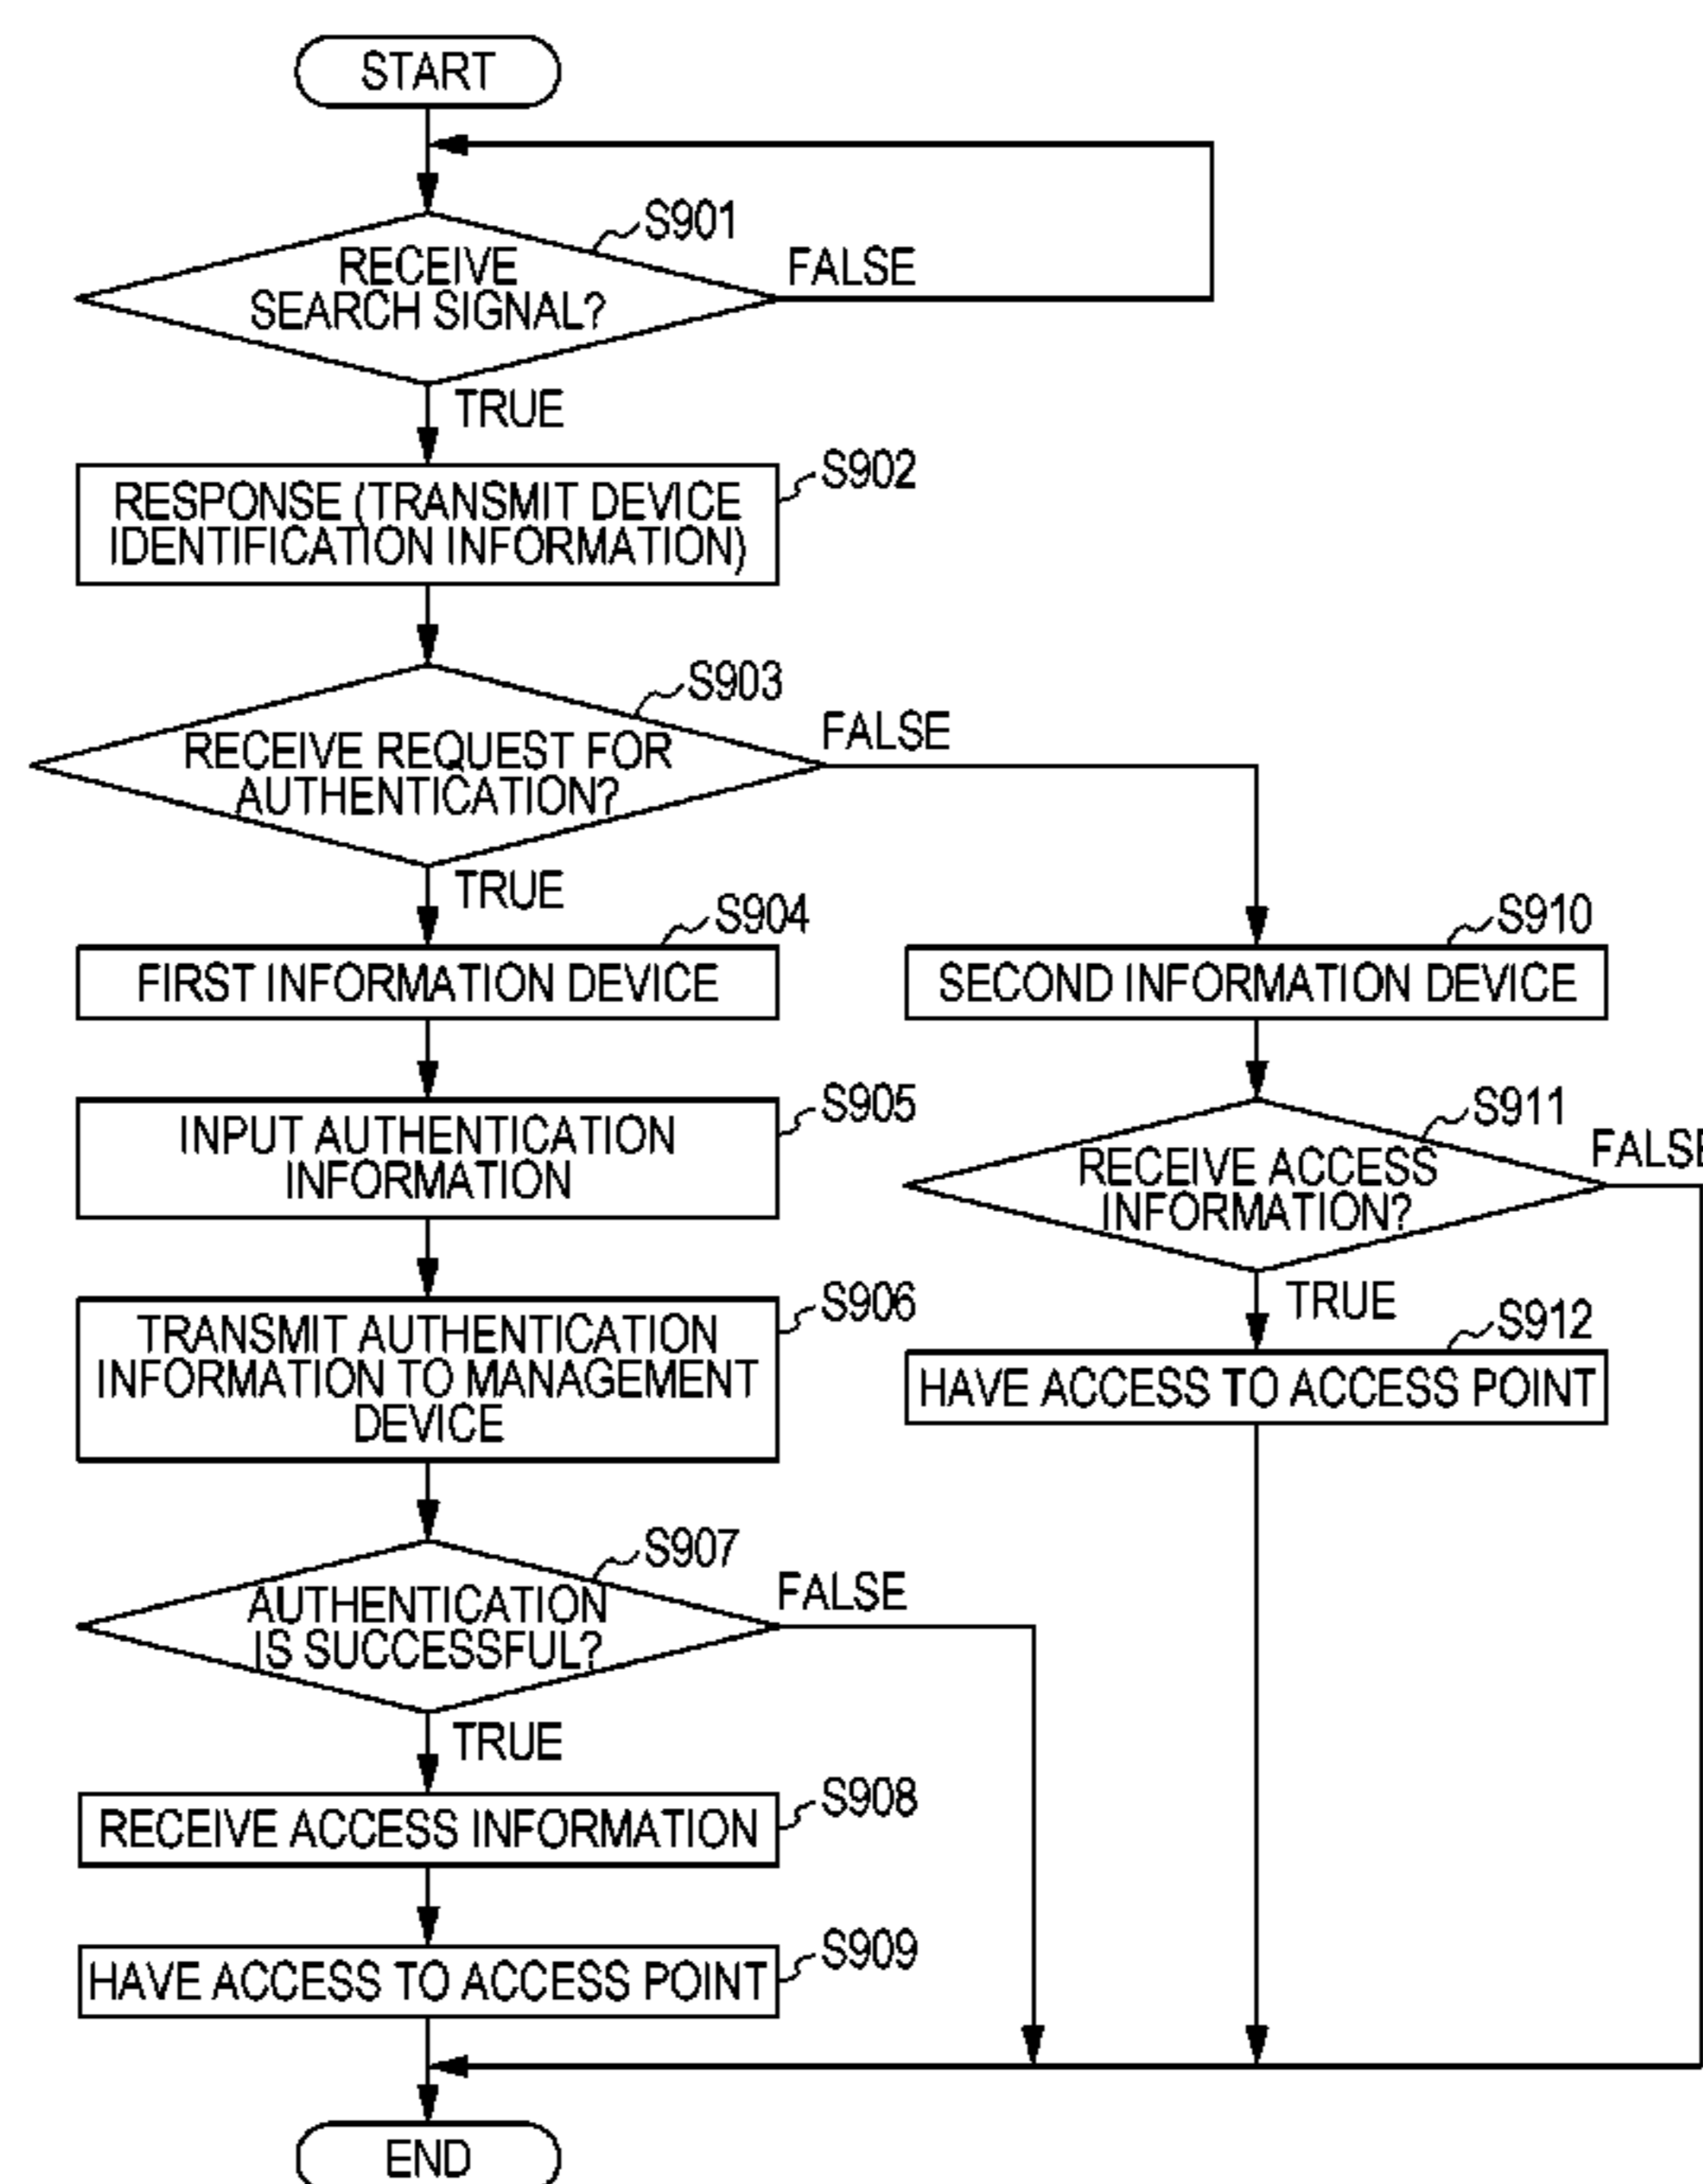 START
S901
RECEIVE
SEARCH SIGNAL?
FALSE
TRUE
S902
RESPONSE (TRANSMIT DEVICE
IDENTIFICATION INFORMATION)
S903
RECEIVE REQUEST FOR
AUTHENTICATION?
FALSE
TRUE
S904
FIRST INFORMATION DEVICE
S910
SECOND INFORMATION DEVICE
S905
INPUT AUTHENTICATION
INFORMATION
S911
RECEIVE ACCESS
INFORMATION?
FALSE
TRUE
S906
TRANSMIT AUTHENTICATION
INFORMATION TO MANAGEMENT
DEVICE
S912
HAVE ACCESS TO ACCESS POINT
S907
AUTHENTICATION
IS SUCCESSFUL?
FALSE
TRUE
S908
RECEIVE ACCESS INFORMATION
S909
HAVE ACCESS TO ACCESS POINT
END